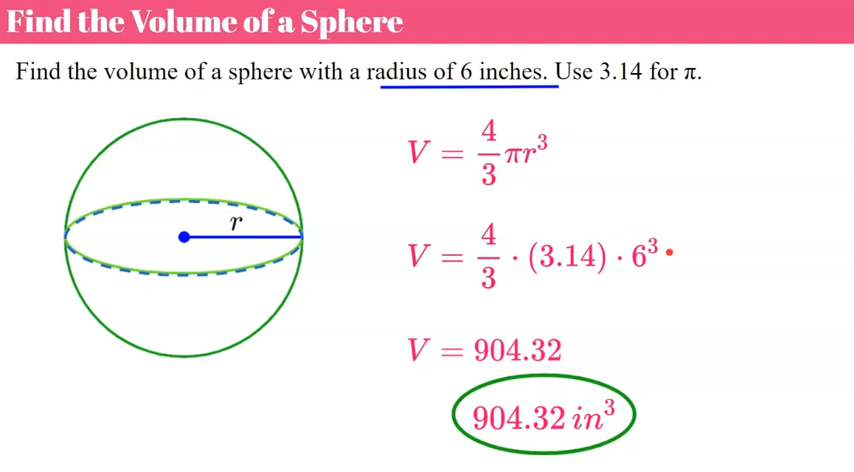 Find the Volume of a Sphere
Find the volume of a sphere with a radius of 6 inches. Use 3.14 for π.
V = 4/3 πr³
r
V = 4/3 · (3.14) · 6³
V = 904.32
904.32 in³